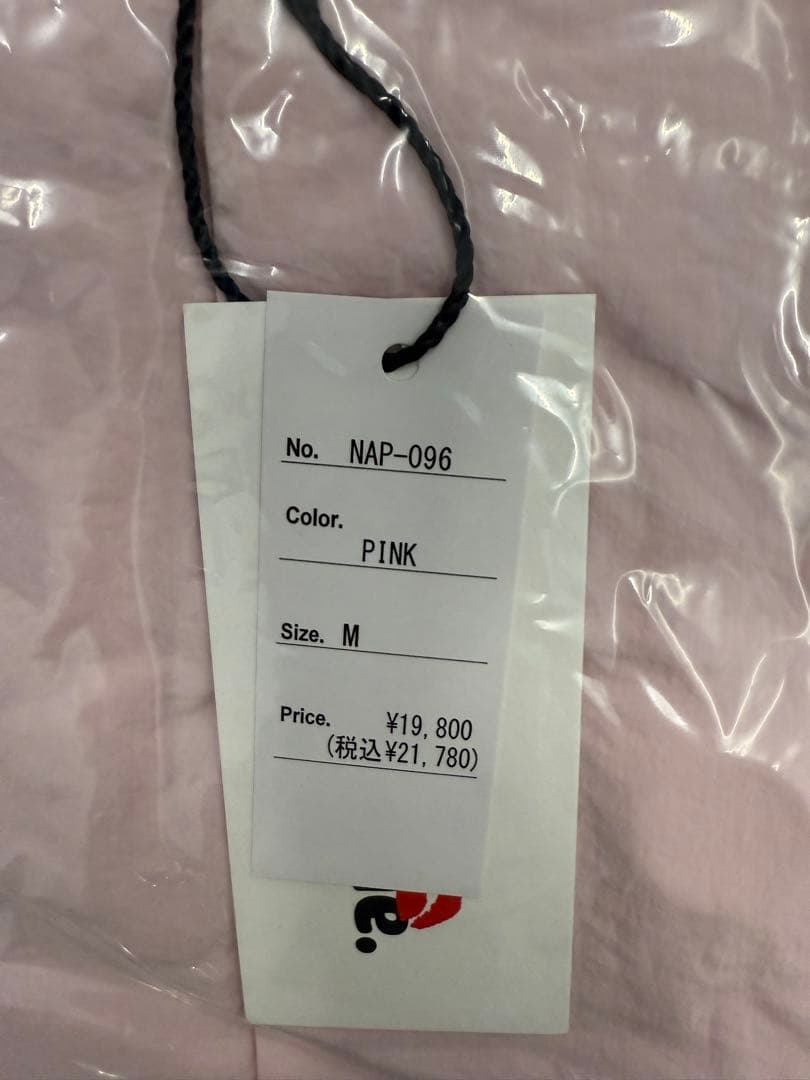 No. NAP-096
Color.
PINK
Size. M
Price. ¥19,800
(税込¥21,780)